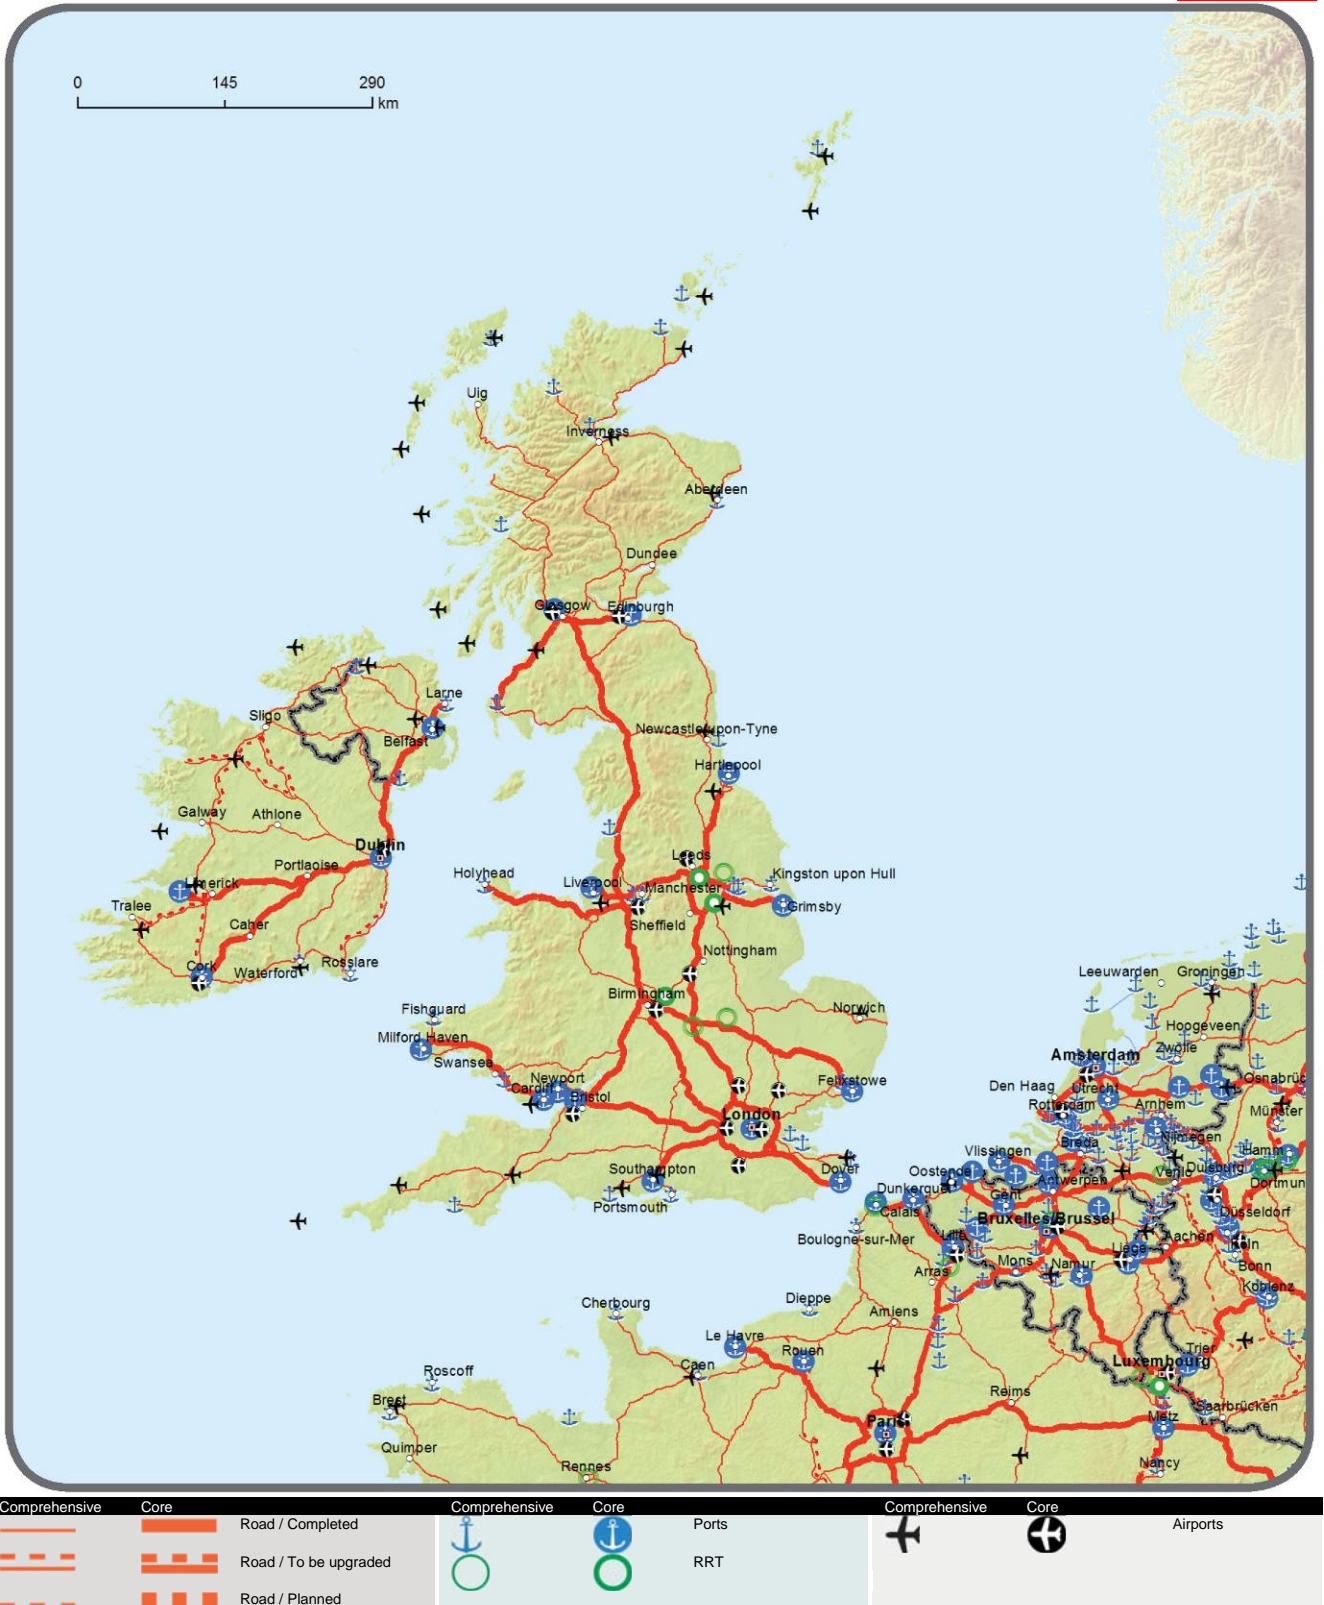 0 145 290
km
Uig
Inverness
Aberdeen
Dundee
Glasgow Edinburgh
Larne
Sligo
Newcastle upon-Tyne
Belfast
Hartlepool
Galway Athlone
Dublin
Leeds
Portlaoise
Holyhead Kingston upon Hull
Limerick Liverpool Manchester
Tralee Grimsby
Caher Sheffield
Nottingham
Cork Waterford Rosslare
Leeuwarden Groningen
Birmingham
Fishguard Norwich
Hoogeveen
Milford Haven
Zwolle
Amsterdam
Swansea
Newport Felixstowe Osnabrüc
Cardiff Den Haag Utrecht
Bristol Rotterdam Arnhem
London Münster
Nijmegen
Breda
Vlissingen Hamm
Southampton Dover Oostende Venlo Duisburg
Dortmun
Dunkerque Antwerpen
Portsmouth Gent
Calais Düsseldorf
Bruxelles/Brussel
Boulogne-sur-Mer Lille Aachen
Liege Köln
Mons Namur Bonn
Arras
Koblenz
Cherbourg Dieppe
Amiens
Le Havre
Rouen Trier
Caen Luxembourg
Roscoff
Reims
Brest Saarbrücken
Paris Metz
Quimper
Nancy
Rennes
Comprehensive Core Comprehensive Core Comprehensive Core
Road / Completed Ports Airports
Road / To be upgraded RRT
Road / Planned